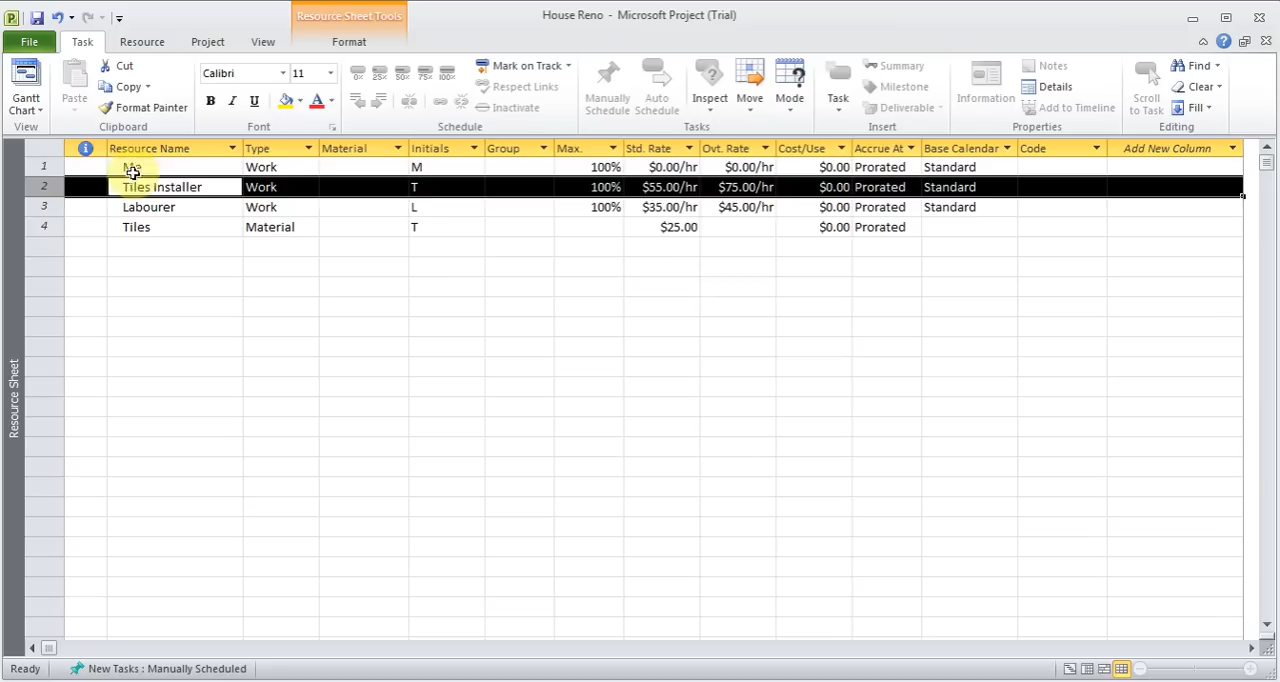 Resource Sheet Tools
House Reno - Microsoft Project (Trial)
File Task Resource Project View Format
Gantt Chart
View
Paste
Cut
Copy
Format Painter
Clipboard
Calibri 11
B I U A
Font
0% 25% 50% 75% 100%
Mark on Track
Respect Links
Inactivate
Schedule
Manually Schedule
Auto Schedule
Inspect
Move
Mode
Tasks
Task
Summary
Milestone
Deliverable
Insert
Information
Notes
Details
Add to Timeline
Properties
Scroll to Task
Find
Clear
Fill
Editing
Resource Name Type Material Initials Group Max. Std. Rate Ovt. Rate Cost/Use Accrue At Base Calendar Code Add New Column
1 Me Work M 100% $0.00/hr $0.00/hr $0.00 Prorated Standard
2 Tiles Installer Work T 100% $55.00/hr $75.00/hr $0.00 Prorated Standard
3 Labourer Work L 100% $35.00/hr $45.00/hr $0.00 Prorated Standard
4 Tiles Material T $25.00 $0.00 Prorated
Resource Sheet
Ready New Tasks : Manually Scheduled